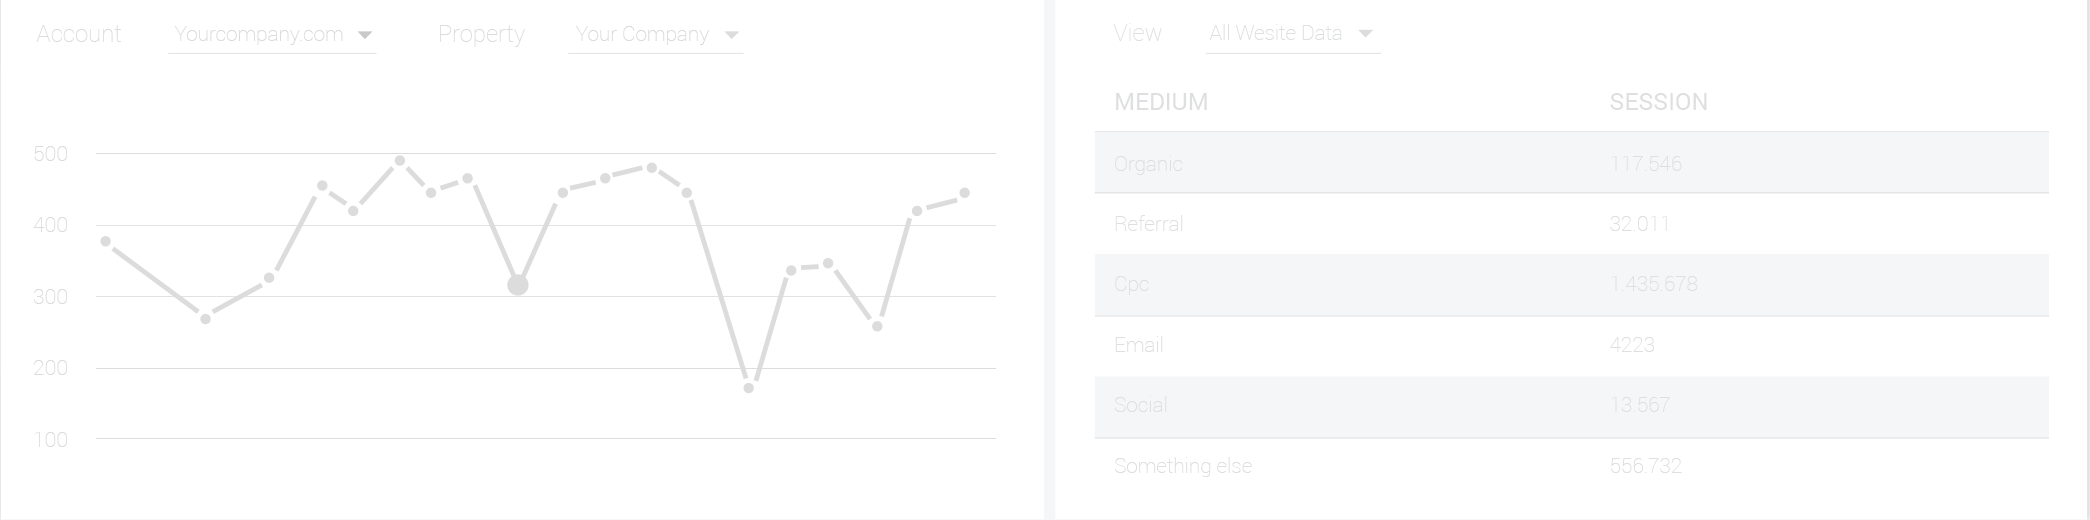 Account Yourcompany.com Property Your Company
500
400
300
200
100
View All Wesite Data
MEDIUM SESSION
Organic 117.546
Referral 32.011
Cpc 1.435.678
Email 4223
Social 13.567
Something else 556.732